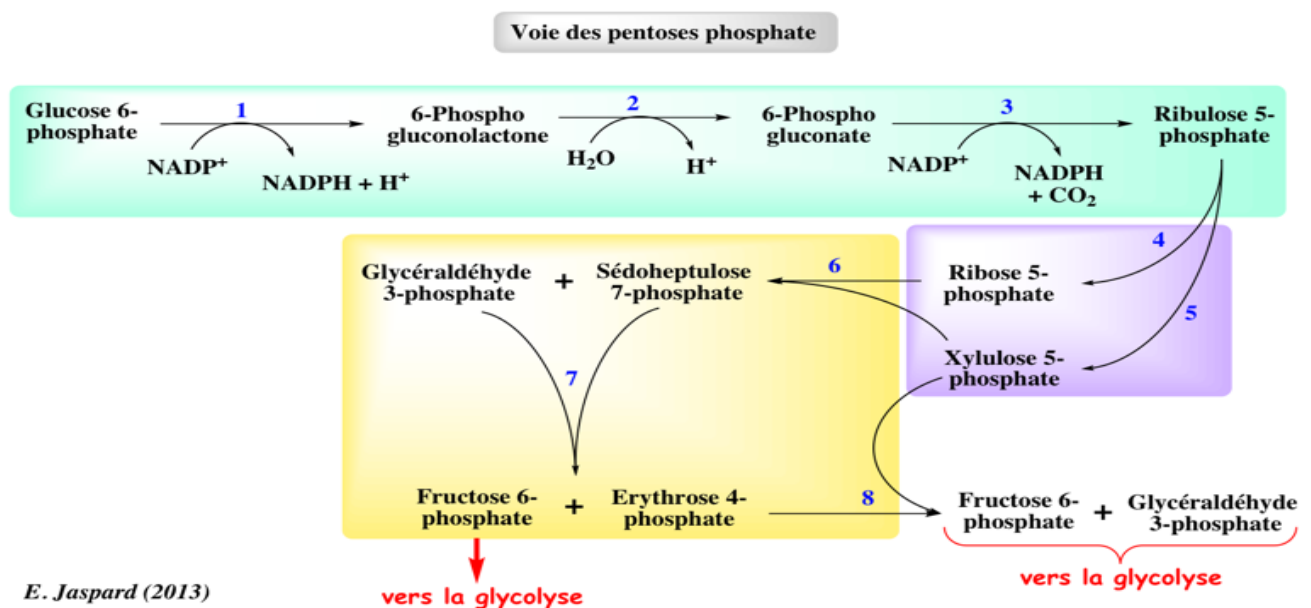 Voie des pentoses phosphate
Glucose 6-
phosphate
1
NADP+
NADPH + H+
6-Phospho
gluconolactone
2
H2O
H+
6-Phospho
gluconate
3
NADP+
NADPH
+ CO2
Ribulose 5-
phosphate
4
5
Glycéraldéhyde
3-phosphate
+
Sédoheptulose
7-phosphate
6
Ribose 5-
phosphate
Xylulose 5-
phosphate
7
Fructose 6-
phosphate
+
Erythrose 4-
phosphate
8
Fructose 6-
phosphate
+
Glycéraldéhyde
3-phosphate
vers la glycolyse
vers la glycolyse
E. Jaspard (2013)